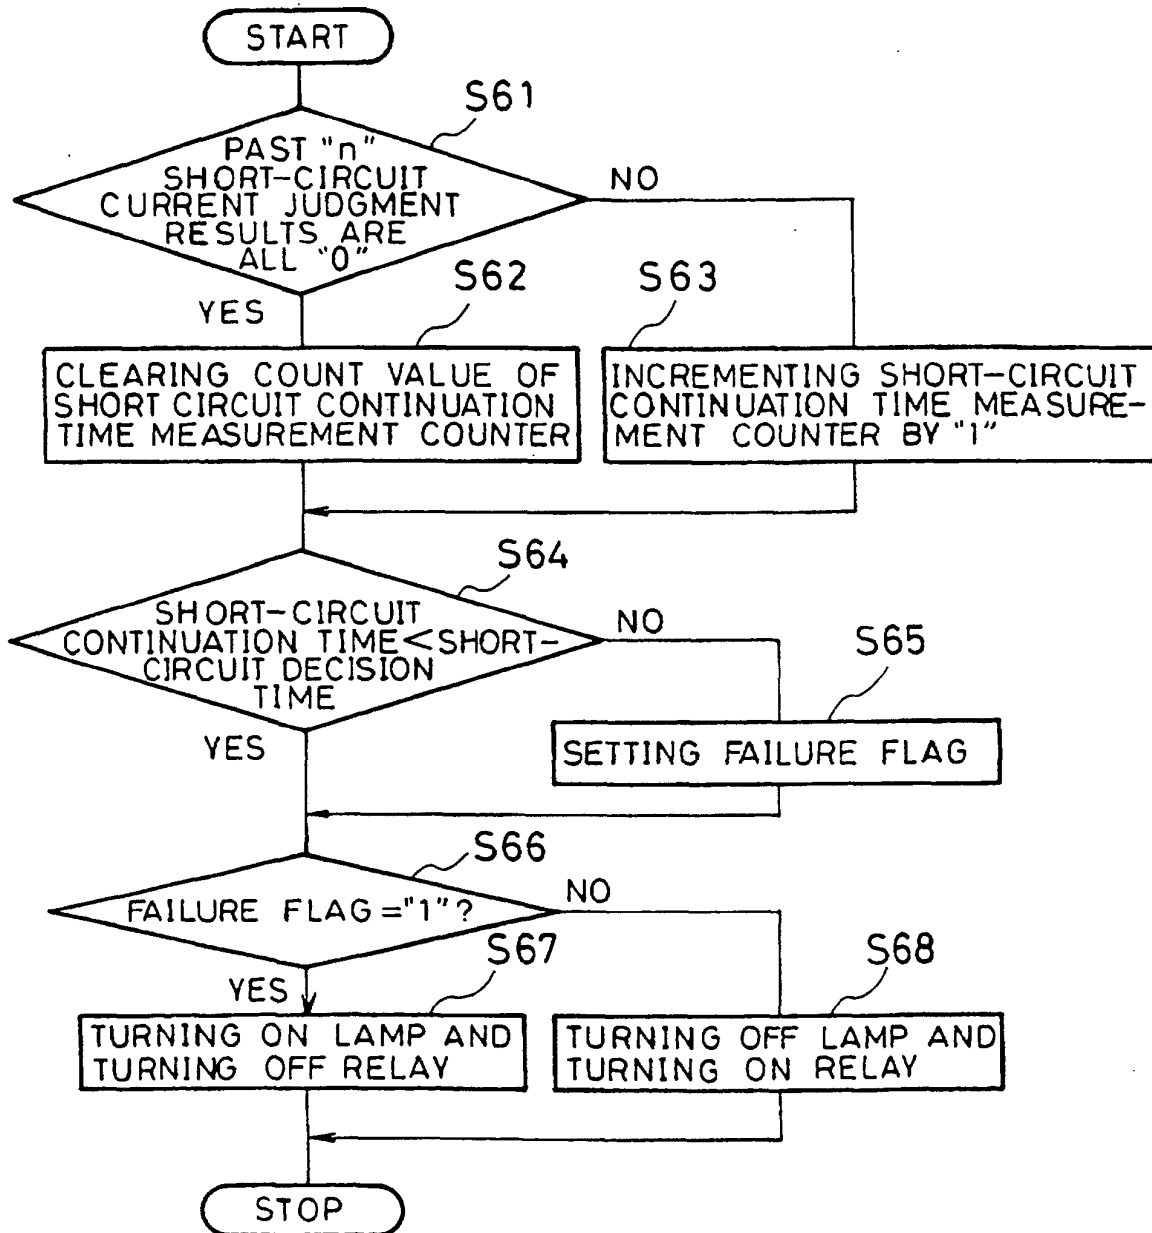 START
S61
PAST "n"
SHORT-CIRCUIT
CURRENT JUDGMENT
RESULTS ARE
ALL "0"
NO
YES
S62
S63
CLEARING COUNT VALUE OF
SHORT CIRCUIT CONTINUATION
TIME MEASUREMENT COUNTER
INCREMENTING SHORT-CIRCUIT
CONTINUATION TIME MEASURE-
MENT COUNTER BY "1"
S64
SHORT-CIRCUIT
CONTINUATION TIME<SHORT-
CIRCUIT DECISION
TIME
NO
YES
S65
SETTING FAILURE FLAG
S66
FAILURE FLAG="1"?
NO
YES
S67
S68
TURNING ON LAMP AND
TURNING OFF RELAY
TURNING OFF LAMP AND
TURNING ON RELAY
STOP